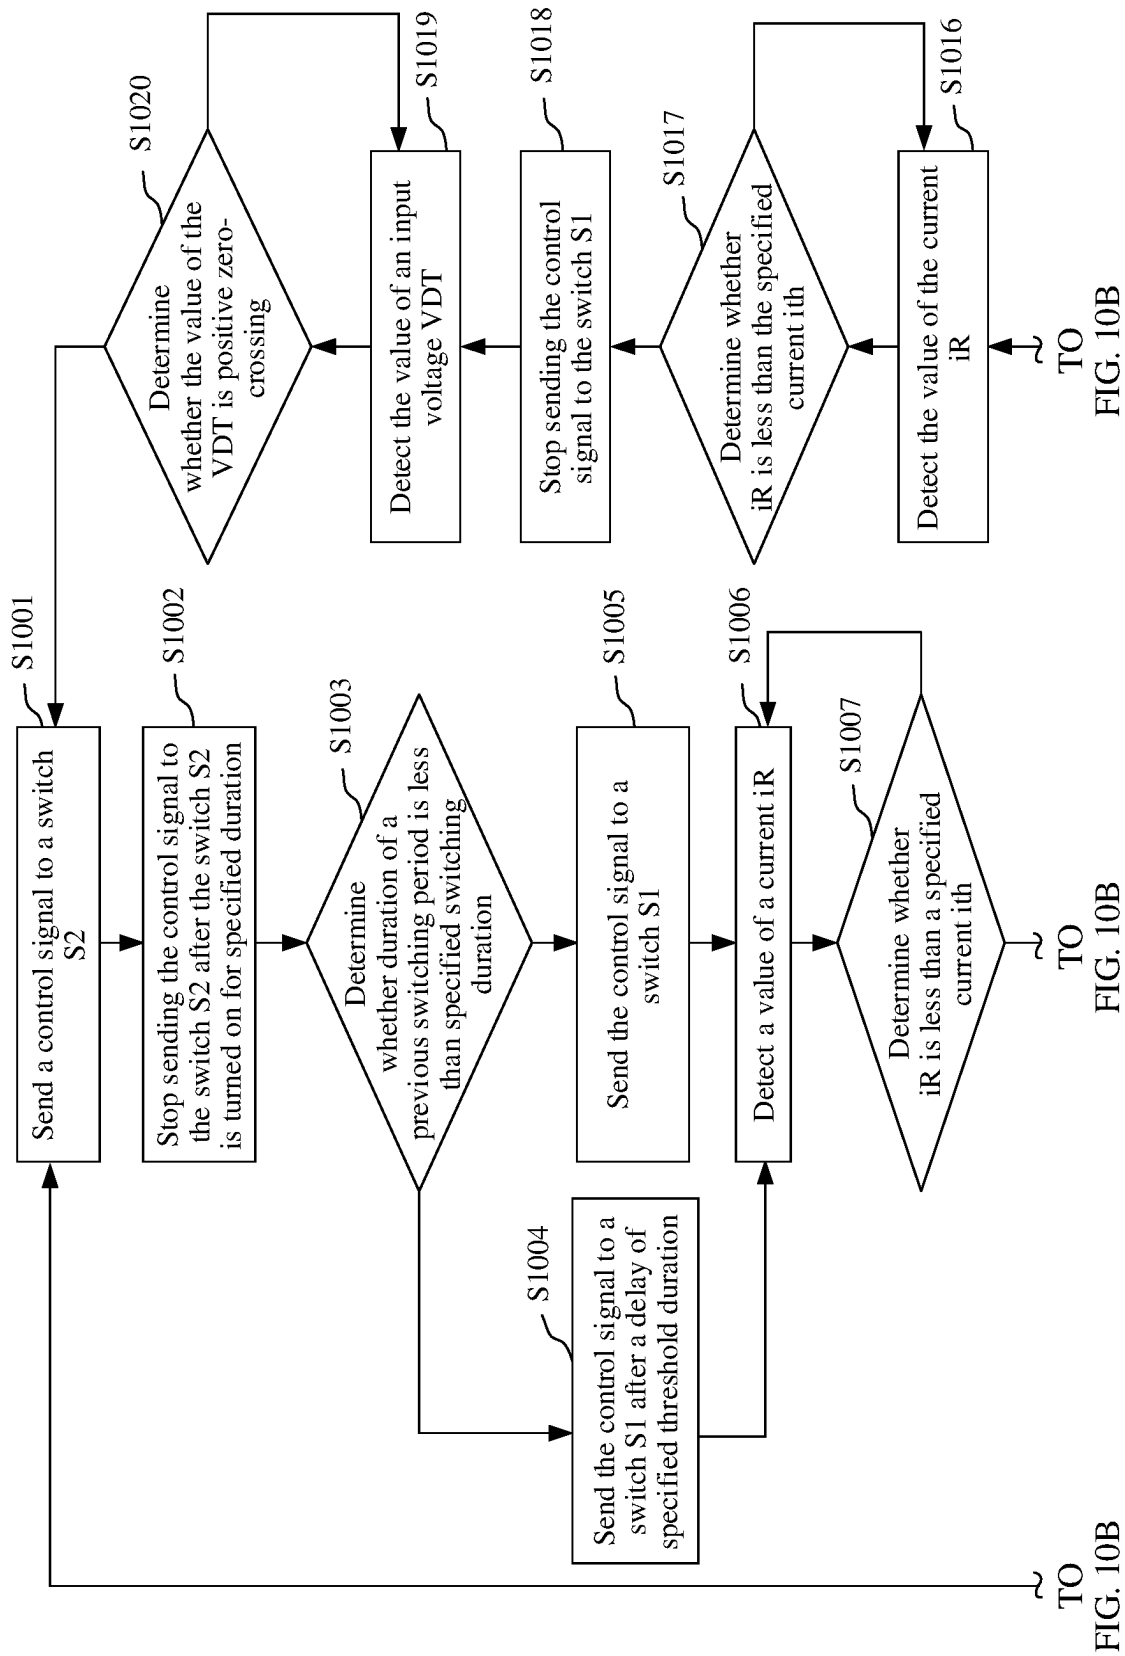 S1001
Send a control signal to a switch
S2
S1002
Stop sending the control signal to
the switch S2 after the switch S2
is turned on for specified duration
S1003
Determine
whether duration of a
previous switching period is less
than specified switching
duration
S1004
Send the control signal to a
switch S1 after a delay of
specified threshold duration
S1005
Send the control signal to a
switch S1
S1006
Detect a value of a current iR
S1007
Determine whether
iR is less than a specified
current ith
TO
FIG. 10B
TO
FIG. 10B
S1020
Determine
whether the value of the
VDT is positive zero-
crossing
S1019
Detect the value of an input
voltage VDT
S1018
Stop sending the control
signal to the switch S1
S1017
Determine whether
iR is less than the specified
current ith
S1016
Detect the value of the current
iR
TO
FIG. 10B